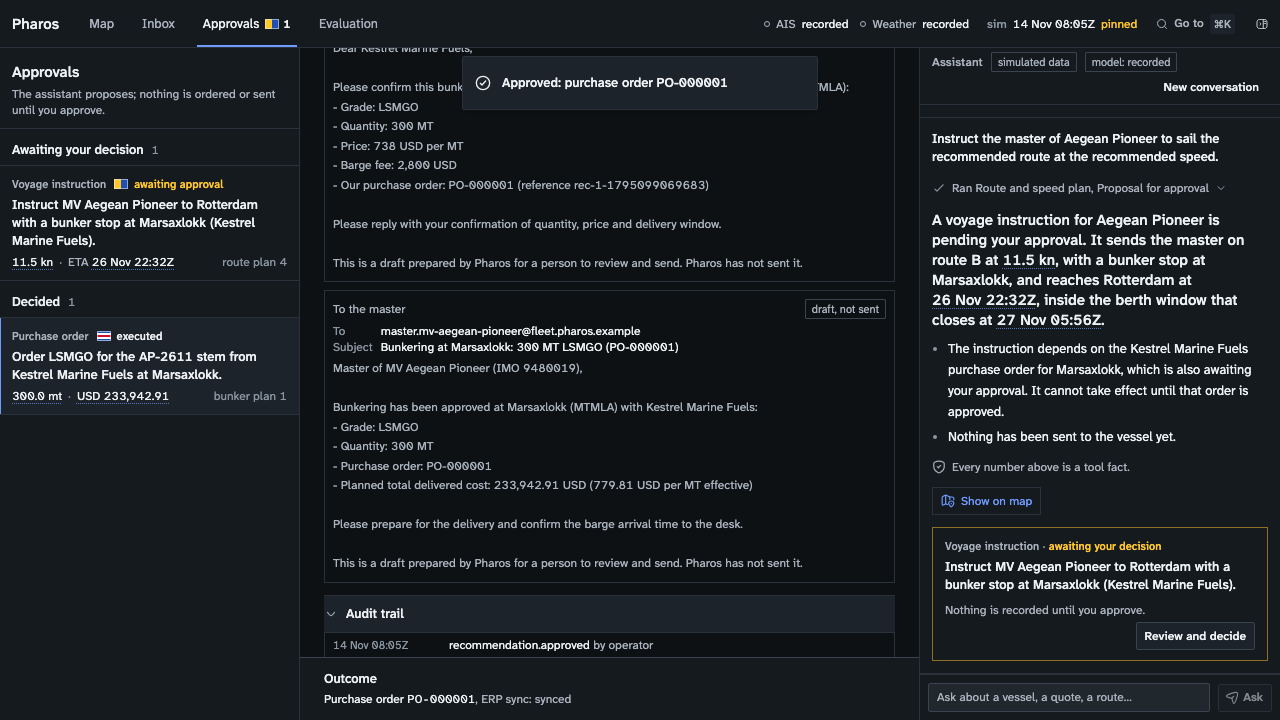 Pharos
Map
Inbox
Approvals 1
Evaluation
AIS recorded
Weather recorded
sim 14 Nov 08:05Z pinned
Go to ⌘K
Approvals
The assistant proposes; nothing is ordered or sent
until you approve.
Awaiting your decision 1
Voyage instruction awaiting approval
Instruct MV Aegean Pioneer to Rotterdam
with a bunker stop at Marsaxlokk (Kestrel
Marine Fuels).
11.5 kn · ETA 26 Nov 22:32Z route plan 4
Decided 1
Purchase order executed
Order LSMGO for the AP-2611 stem from
Kestrel Marine Fuels at Marsaxlokk.
300.0 mt · USD 233,942.91 bunker plan 1
Dear Kestrel Marine Fuels,
Approved: purchase order PO-000001
Please confirm this bunk
MLA):
- Grade: LSMGO
- Quantity: 300 MT
- Price: 738 USD per MT
- Barge fee: 2,800 USD
- Our purchase order: PO-000001 (reference rec-1-1795099069683)
Please reply with your confirmation of quantity, price and delivery window.
This is a draft prepared by Pharos for a person to review and send. Pharos has not sent it.
To the master draft, not sent
To master.mv-aegean-pioneer@fleet.pharos.example
Subject Bunkering at Marsaxlokk: 300 MT LSMGO (PO-000001)
Master of MV Aegean Pioneer (IMO 9480019),
Bunkering has been approved at Marsaxlokk (MTMLA) with Kestrel Marine Fuels:
- Grade: LSMGO
- Quantity: 300 MT
- Purchase order: PO-000001
- Planned total delivered cost: 233,942.91 USD (779.81 USD per MT effective)
Please prepare for the delivery and confirm the barge arrival time to the desk.
This is a draft prepared by Pharos for a person to review and send. Pharos has not sent it.
Audit trail
14 Nov 08:05Z recommendation.approved by operator
Outcome
Purchase order PO-000001, ERP sync: synced
Assistant simulated data model: recorded
New conversation
Instruct the master of Aegean Pioneer to sail the
recommended route at the recommended speed.
Ran Route and speed plan, Proposal for approval
A voyage instruction for Aegean Pioneer is
pending your approval. It sends the master on
route B at 11.5 kn, with a bunker stop at
Marsaxlokk, and reaches Rotterdam at
26 Nov 22:32Z, inside the berth window that
closes at 27 Nov 05:56Z.
• The instruction depends on the Kestrel Marine Fuels
purchase order for Marsaxlokk, which is also awaiting
your approval. It cannot take effect until that order is
approved.
• Nothing has been sent to the vessel yet.
Every number above is a tool fact.
Show on map
Voyage instruction · awaiting your decision
Instruct MV Aegean Pioneer to Rotterdam with a
bunker stop at Marsaxlokk (Kestrel Marine Fuels).
Nothing is recorded until you approve.
Review and decide
Ask about a vessel, a quote, a route...
Ask